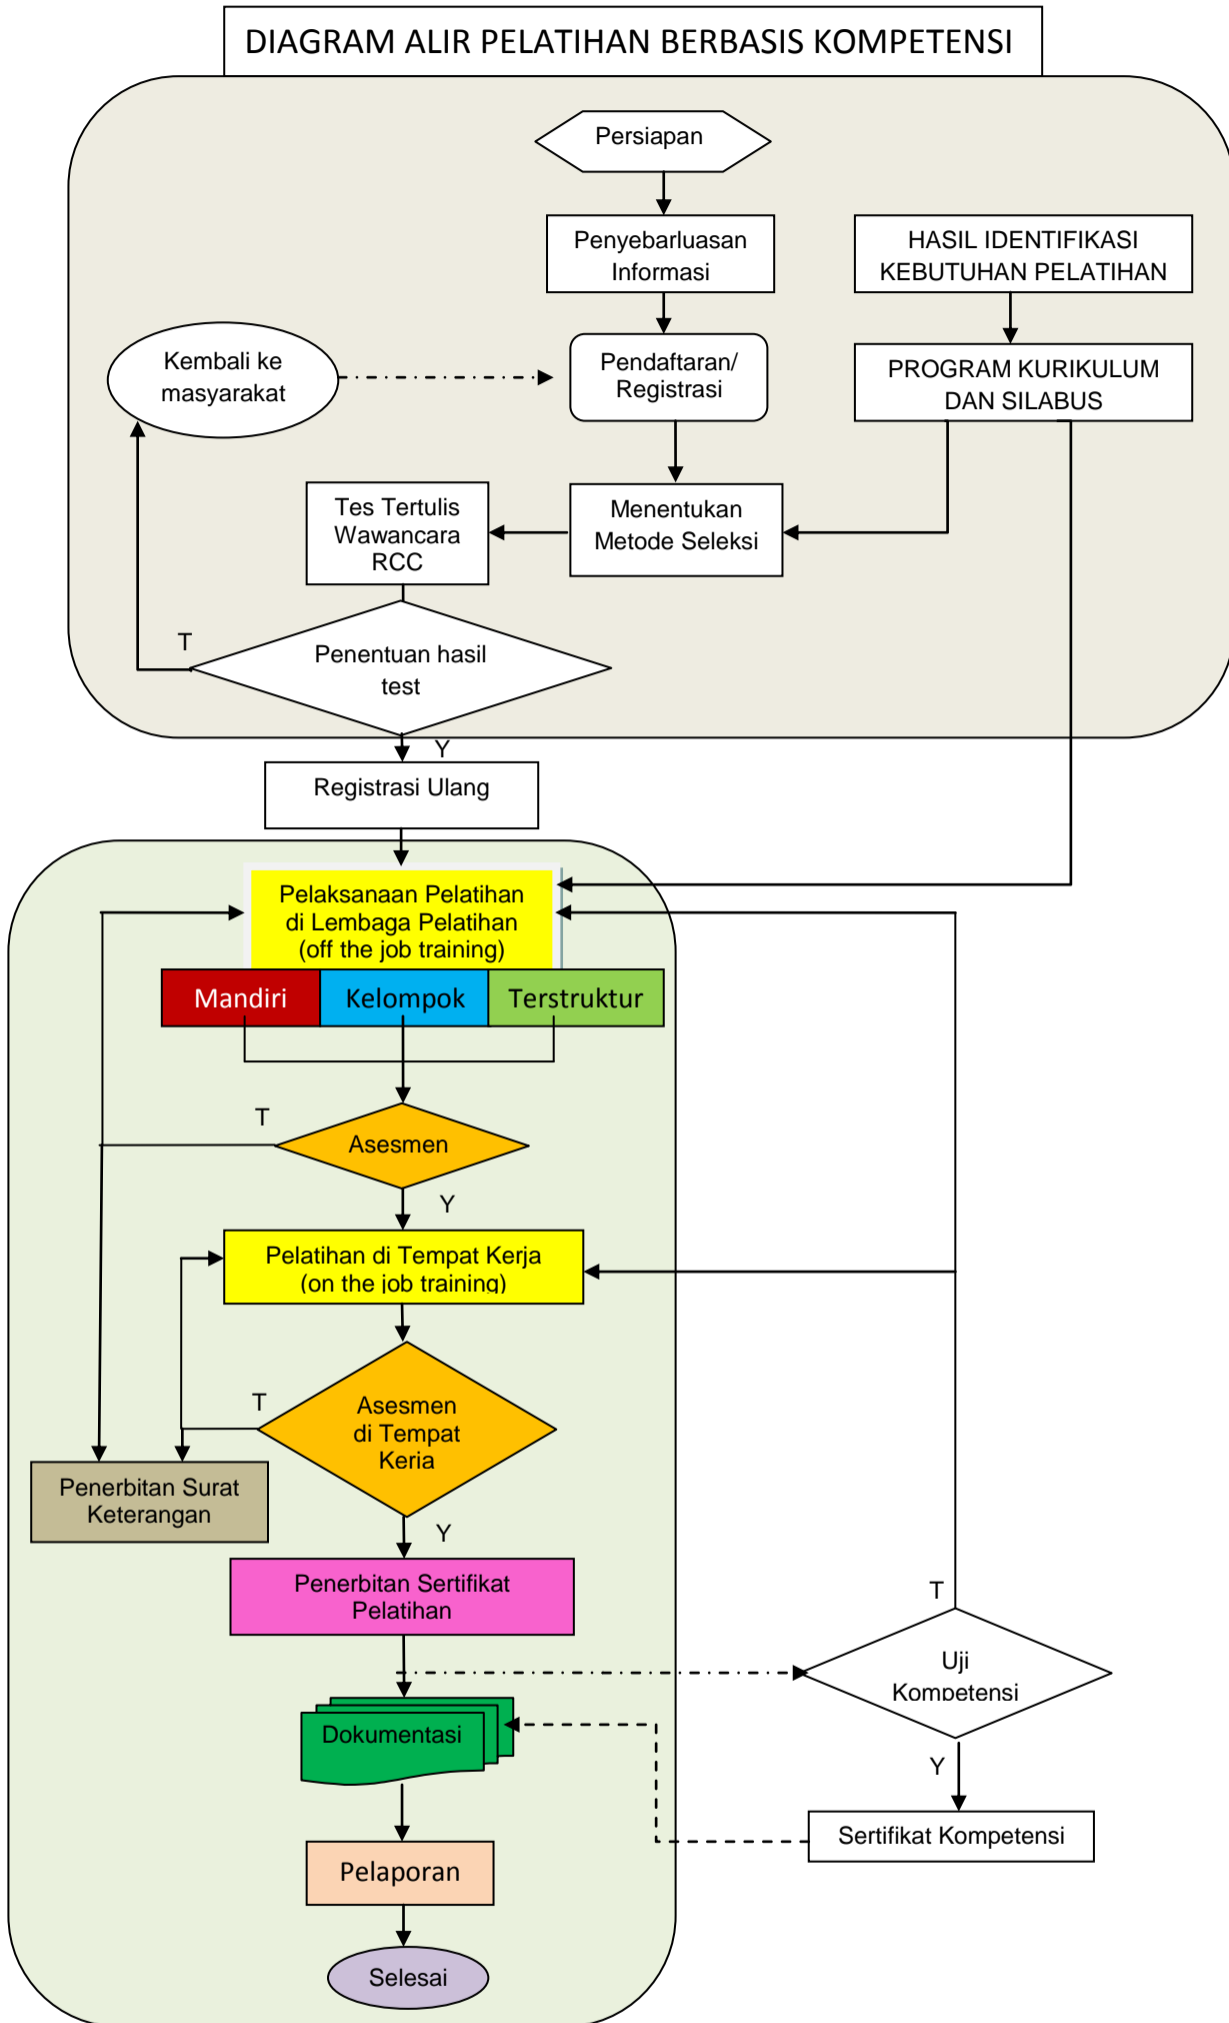 DIAGRAM ALIR PELATIHAN BERBASIS KOMPETENSI
Persiapan
Penyebarluasan
Informasi
HASIL IDENTIFIKASI
KEBUTUHAN PELATIHAN
Kembali ke
masyarakat
Pendaftaran/
Registrasi
PROGRAM KURIKULUM
DAN SILABUS
Tes Tertulis
Wawancara
RCC
Menentukan
Metode Seleksi
T
Penentuan hasil
test
Y
Registrasi Ulang
Pelaksanaan Pelatihan
di Lembaga Pelatihan
(off the job training)
Mandiri
Kelompok
Terstruktur
T
Asesmen
Y
Pelatihan di Tempat Kerja
(on the job training)
T
Asesmen
di Tempat
Kerja
Penerbitan Surat
Keterangan
Y
Penerbitan Sertifikat
Pelatihan
T
Uji
Kompetensi
Dokumentasi
Y
Sertifikat Kompetensi
Pelaporan
Selesai